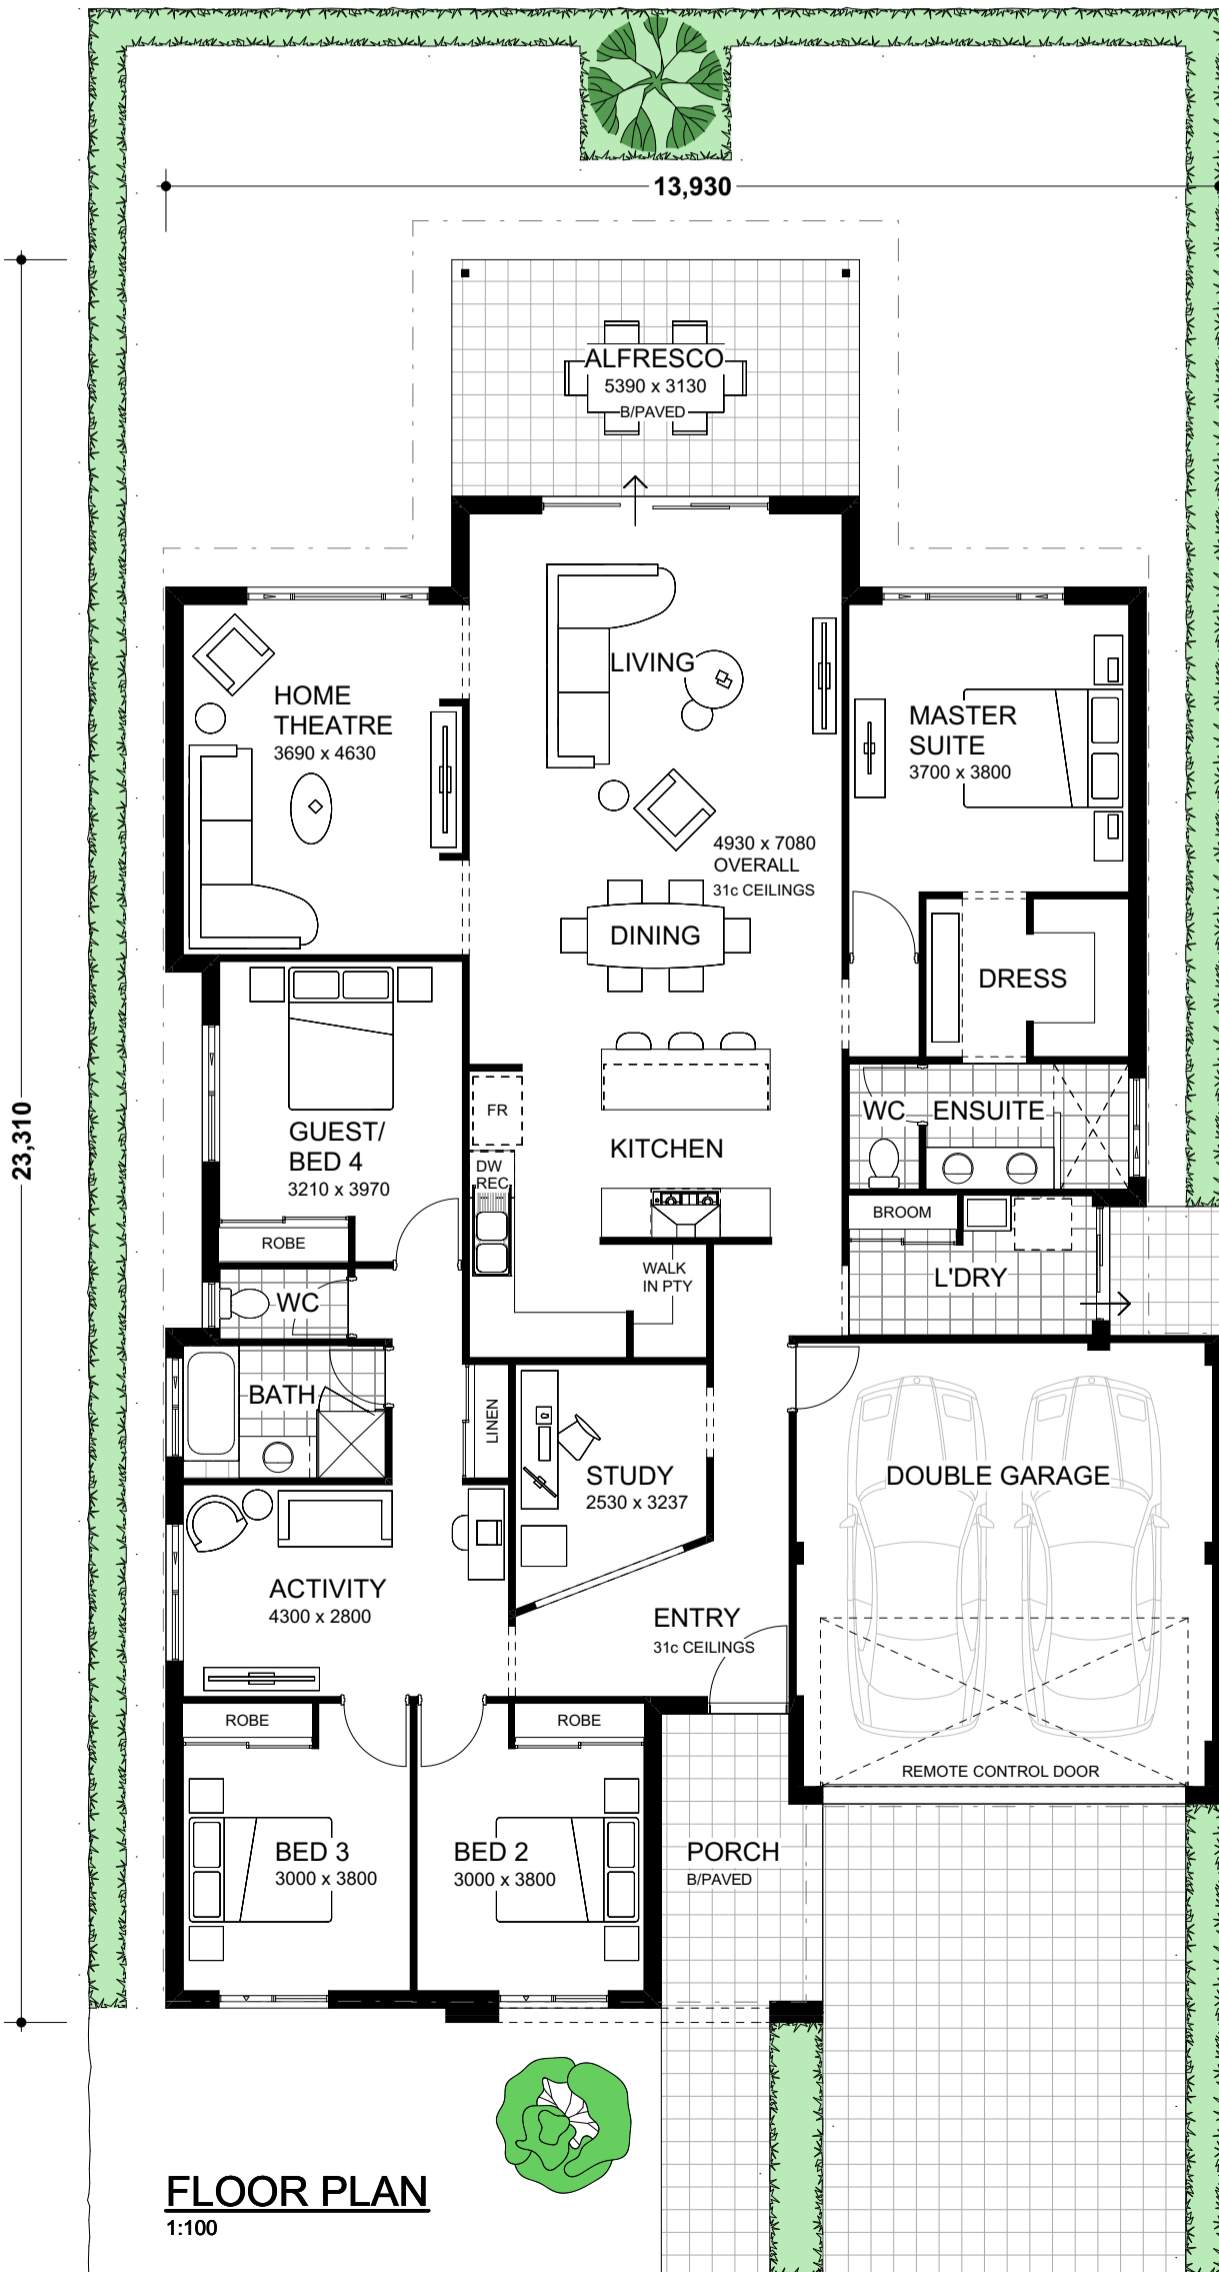 13,930
ALFRESCO
5390 x 3130
B/PAVED
LIVING
HOME
THEATRE
3690 x 4630
MASTER
SUITE
3700 x 3800
4930 x 7080
OVERALL
31c CEILINGS
DINING
DRESS
23,310
FR
WC
ENSUITE
GUEST/
BED 4
3210 x 3970
KITCHEN
DW
REC
BROOM
ROBE
WALK
IN PTY
L'DRY
WC
BATH
LINEN
STUDY
2530 x 3237
DOUBLE GARAGE
ACTIVITY
4300 x 2800
ENTRY
31c CEILINGS
ROBE
ROBE
REMOTE CONTROL DOOR
BED 3
3000 x 3800
BED 2
3000 x 3800
PORCH
B/PAVED
FLOOR PLAN
1:100